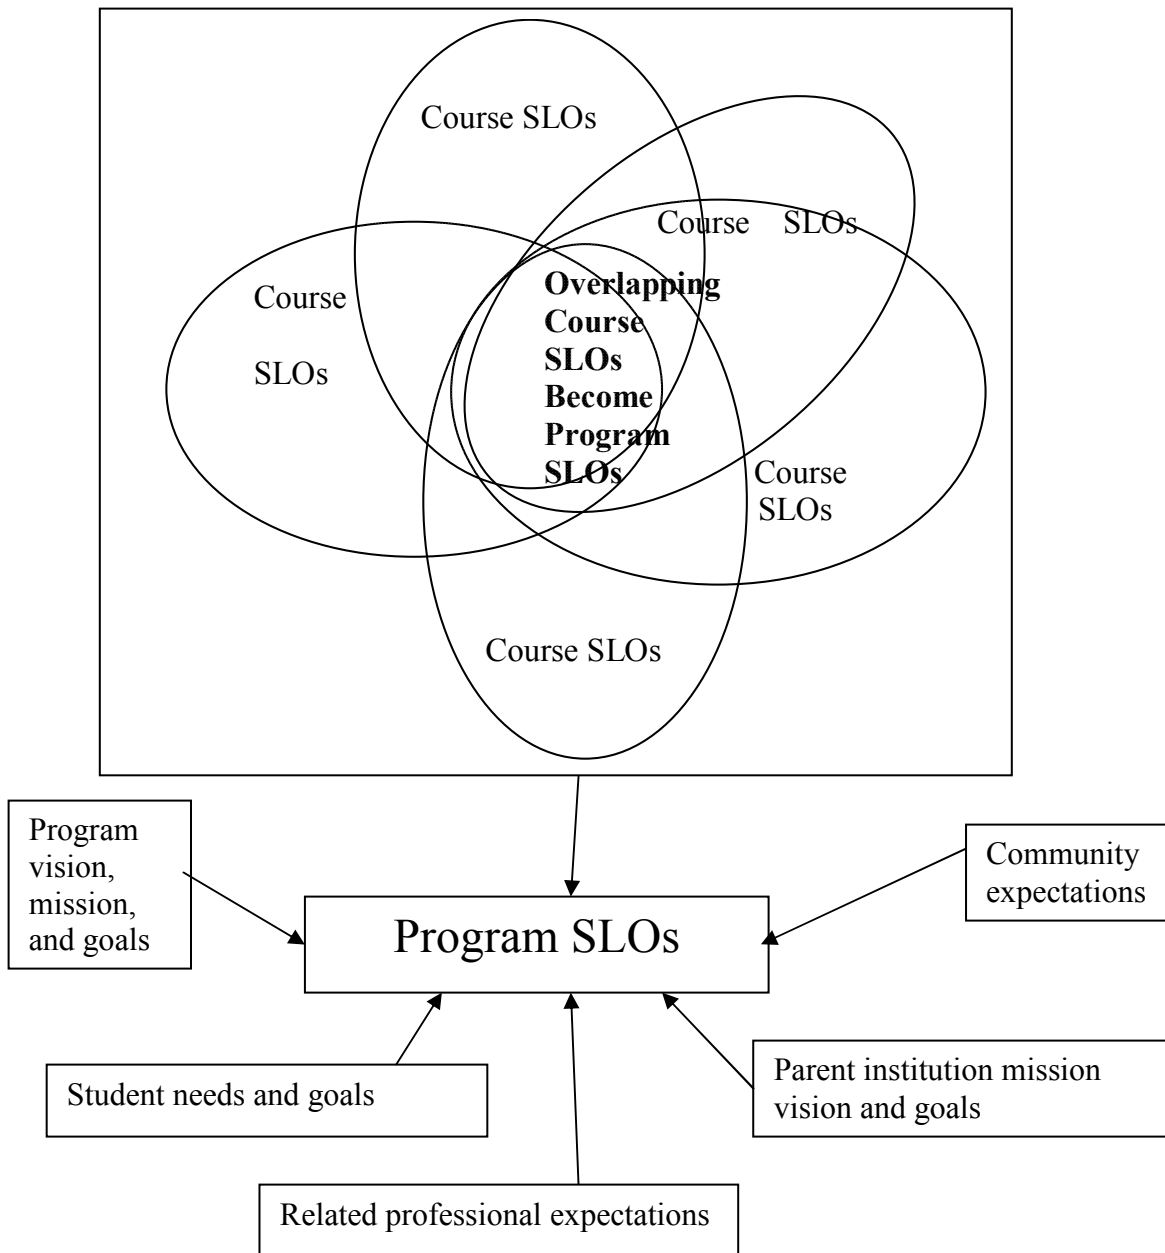 Course SLOs
Course SLOs
Course
SLOs
Overlapping
Course
SLOs
Become
Program
SLOs
Course
SLOs
Course SLOs
Program
vision,
mission,
and goals
Community
expectations
Program SLOs
Student needs and goals
Parent institution mission
vision and goals
Related professional expectations